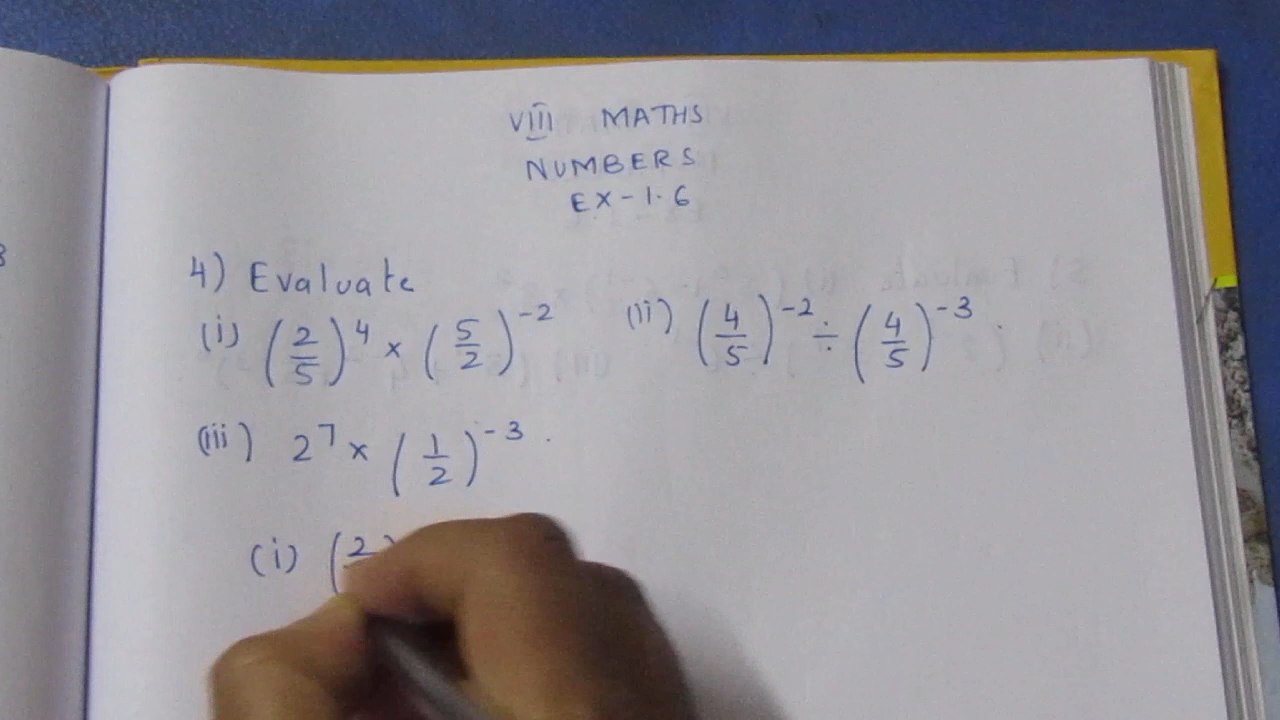 VIII MATHS
NUMBERS
EX-1.6
4) Evaluate
(i) (2/5)^4 × (5/2)^-2 (ii) (4/5)^-2 ÷ (4/5)^-3.
(iii) 2^7 × (1/2)^-3.
(i) (2